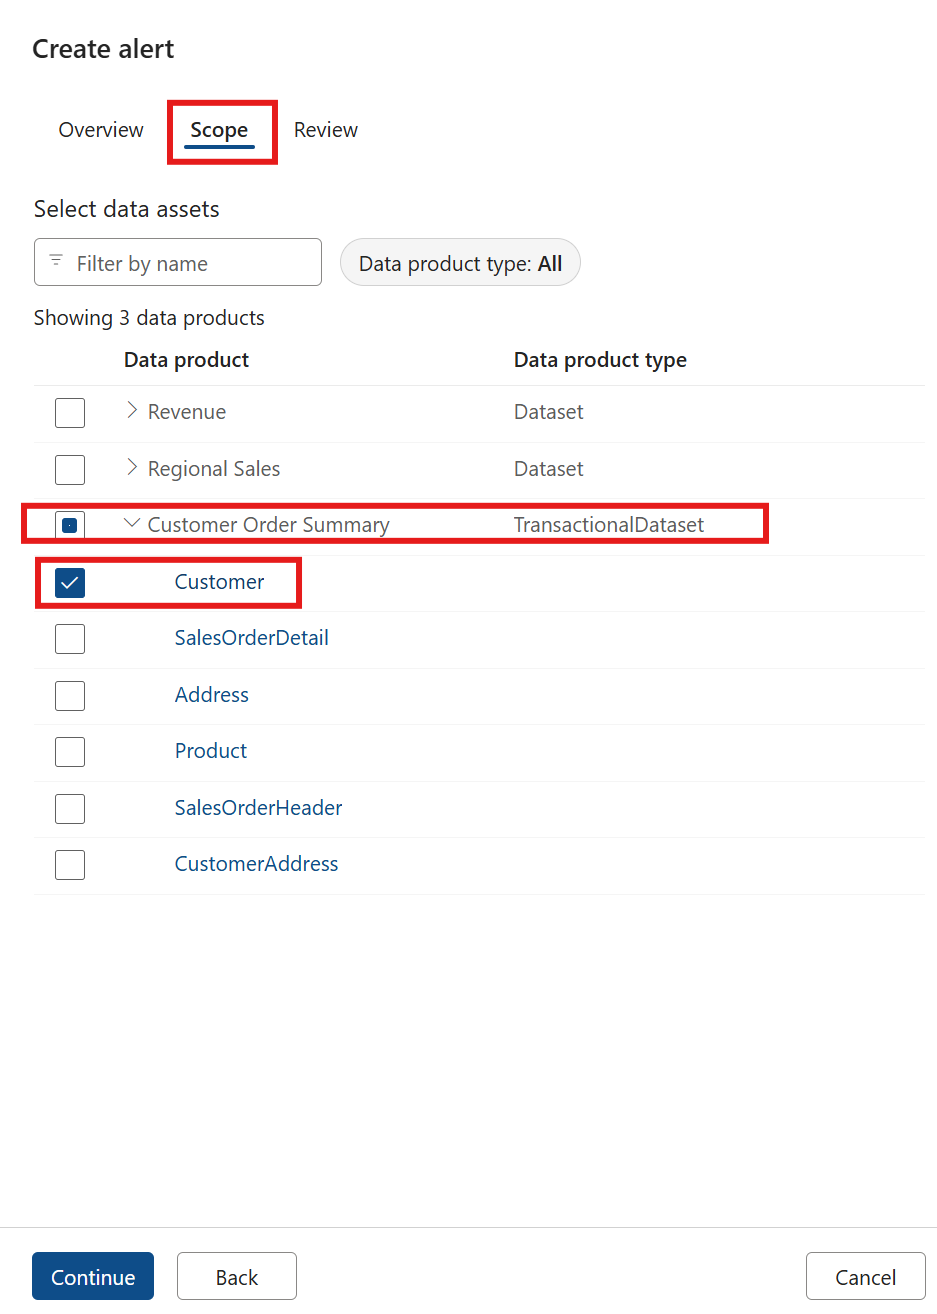 Create alert
Overview Scope Review
Select data assets
Filter by name Data product type: All
Showing 3 data products
Data product Data product type
Revenue Dataset
Regional Sales Dataset
Customer Order Summary TransactionalDataset
Customer
SalesOrderDetail
Address
Product
SalesOrderHeader
CustomerAddress
Continue Back Cancel